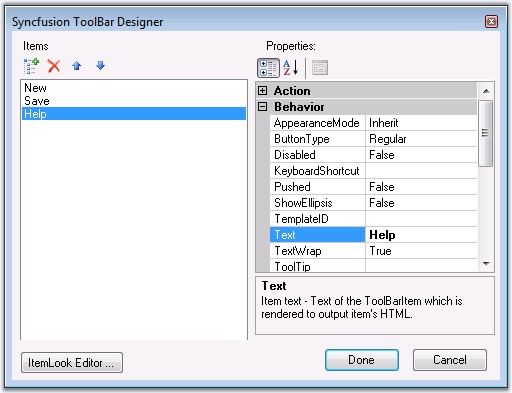 Syncfusion ToolBar Designer
Items
Properties:
New
Save
Help
Action
Behavior
AppearanceMode Inherit
ButtonType Regular
Disabled False
KeyboardShortcut
Pushed False
ShowEllipsis False
TemplateID
Text Help
TextWrap True
ToolTip
Text
Item text - Text of the ToolBarItem which is
rendered to output item's HTML.
ItemLook Editor ...
Done
Cancel